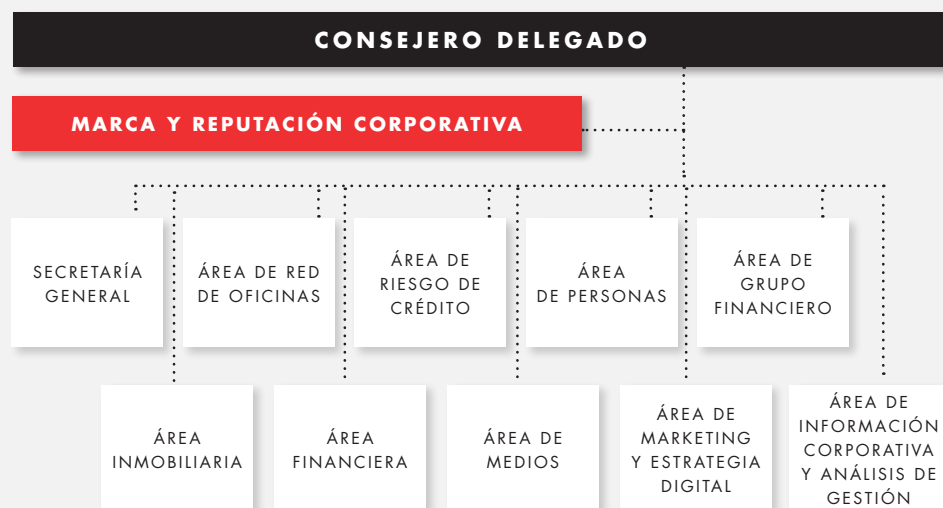 CONSEJERO DELEGADO
MARCA Y REPUTACIÓN CORPORATIVA
SECRETARÍA
GENERAL
ÁREA DE RED
DE OFICINAS
ÁREA DE
RIESGO DE
CRÉDITO
ÁREA
DE PERSONAS
ÁREA DE
GRUPO
FINANCIERO
ÁREA
INMOBILIARIA
ÁREA
FINANCIERA
ÁREA DE
MEDIOS
ÁREA DE
MARKETING
Y ESTRATEGIA
DIGITAL
ÁREA DE
INFORMACIÓN
CORPORATIVA
Y ANÁLISIS DE
GESTIÓN